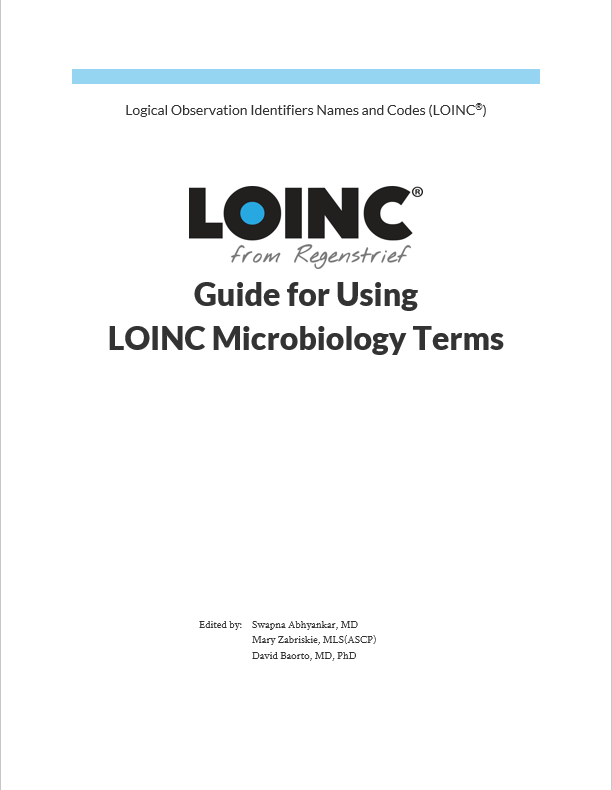 Logical Observation Identifiers Names and Codes (LOINC®)
LOINC®
from Regenstrief
Guide for Using
LOINC Microbiology Terms
Edited by: Swapna Abhyankar, MD
Mary Zabriskie, MLS(ASCP)
David Baorto, MD, PhD